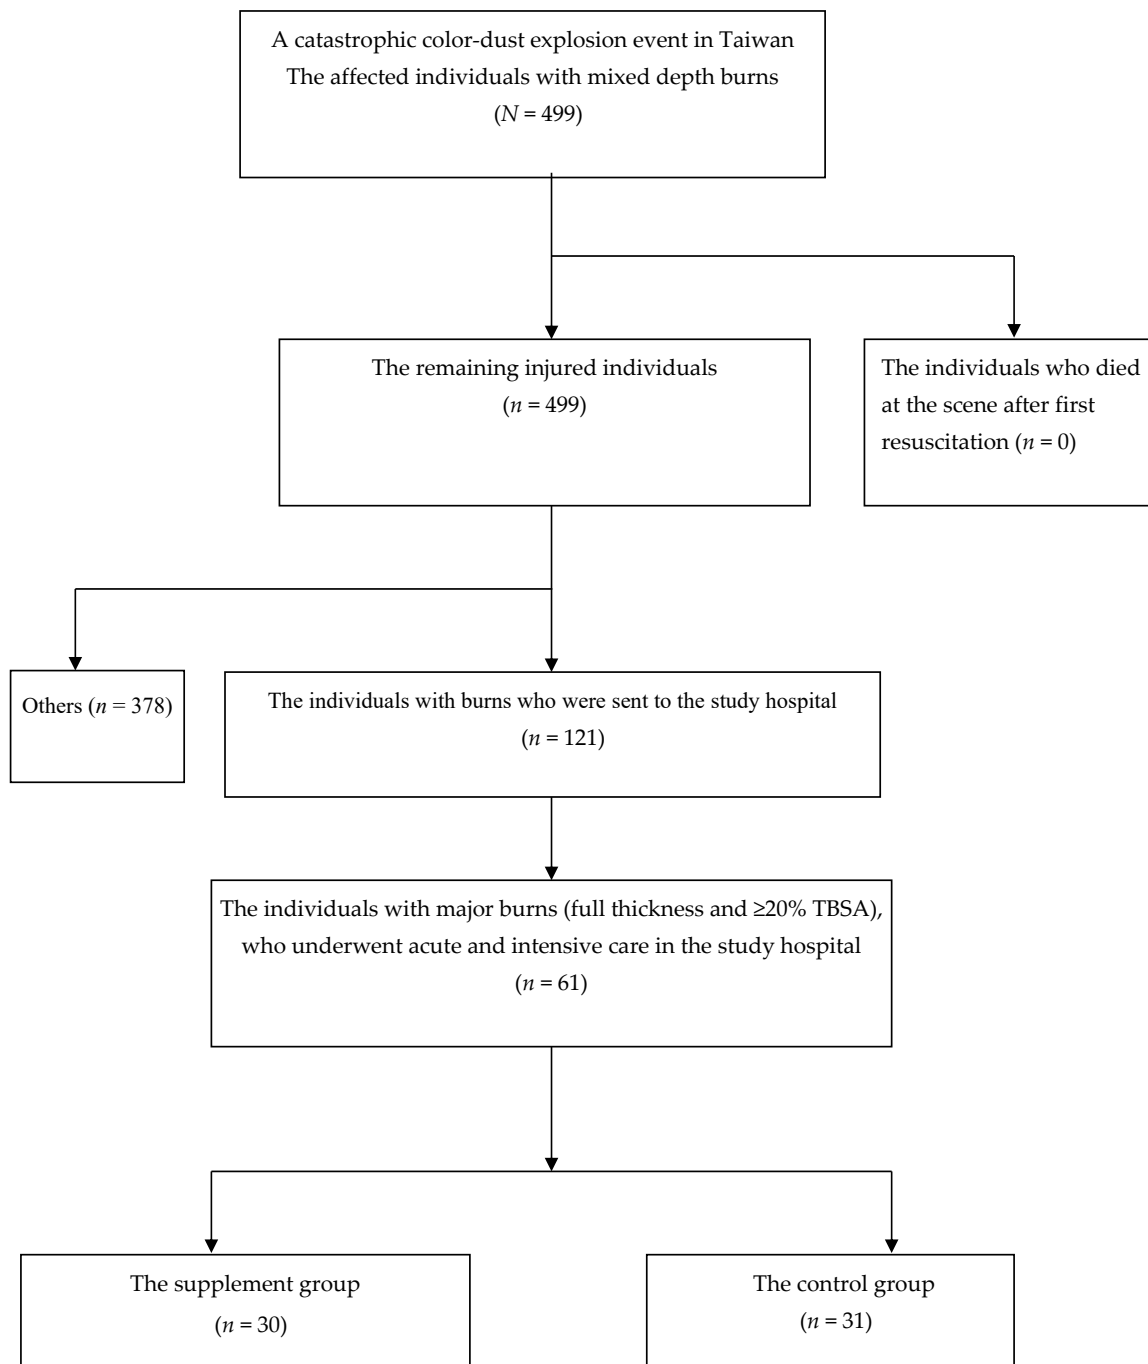 A catastrophic color-dust explosion event in Taiwan
The affected individuals with mixed depth burns
(N = 499)
The remaining injured individuals
(n = 499)
The individuals who died
at the scene after first
resuscitation (n = 0)
Others (n = 378)
The individuals with burns who were sent to the study hospital
(n = 121)
The individuals with major burns (full thickness and ≥20% TBSA),
who underwent acute and intensive care in the study hospital
(n = 61)
The supplement group
(n = 30)
The control group
(n = 31)